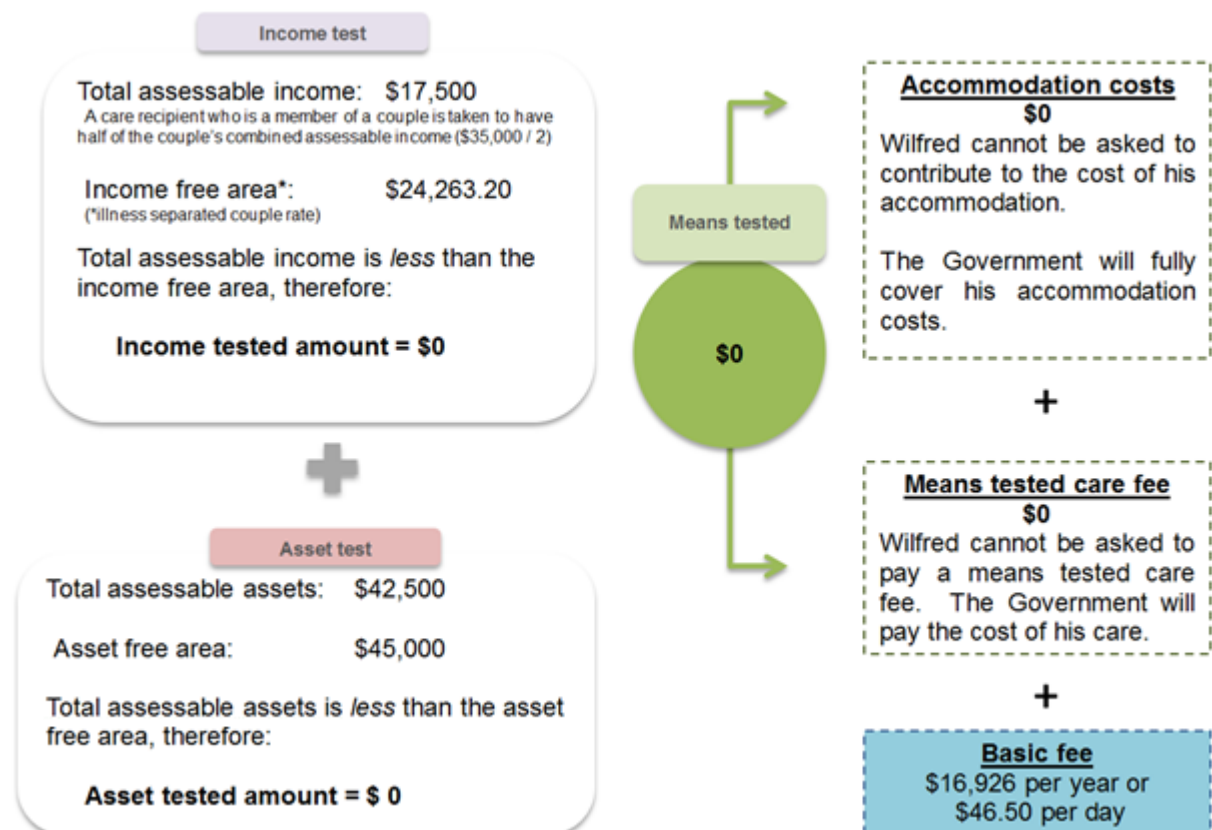 Income test
Total assessable income: $17,500
A care recipient who is a member of a couple is taken to have
half of the couple's combined assessable income ($35,000 / 2)
Income free area*: $24,263.20
(*illness separated couple rate)
Total assessable income is less than the
income free area, therefore:
Income tested amount = $0
Asset test
Total assessable assets: $42,500
Asset free area: $45,000
Total assessable assets is less than the asset
free area, therefore:
Asset tested amount = $ 0
Means tested
$0
Accommodation costs
$0
Wilfred cannot be asked to
contribute to the cost of his
accommodation.
The Government will fully
cover his accommodation
costs.
+
Means tested care fee
$0
Wilfred cannot be asked to
pay a means tested care
fee. The Government will
pay the cost of his care.
+
Basic fee
$16,926 per year or
$46.50 per day